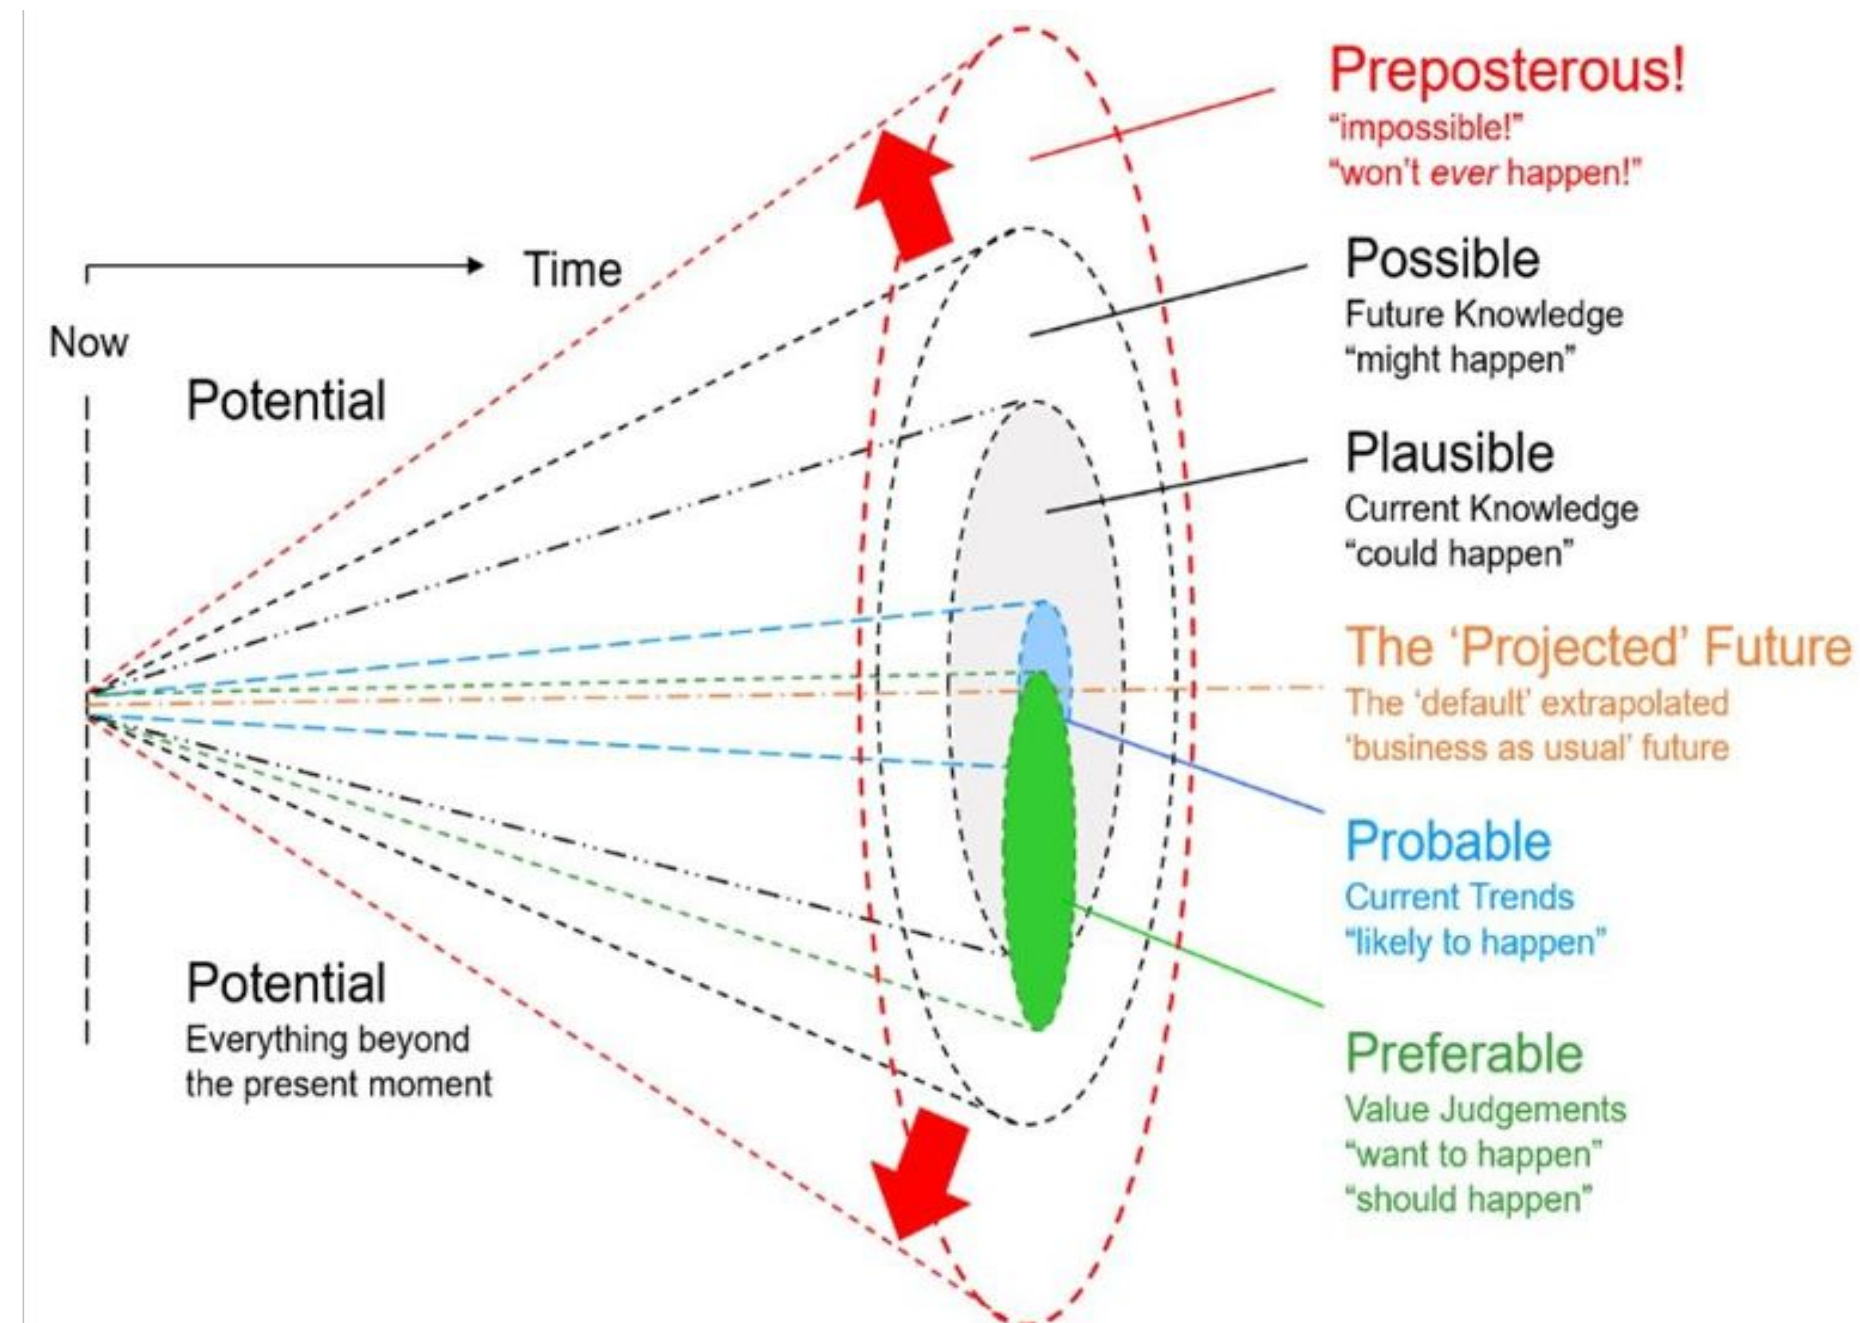 Preposterous!
“impossible!”
“won’t ever happen!”
Time
Now
Potential
Possible
Future Knowledge
“might happen”
Plausible
Current Knowledge
“could happen”
The ‘Projected’ Future
The ‘default’ extrapolated
‘business as usual’ future
Probable
Current Trends
“likely to happen”
Potential
Everything beyond
the present moment
Preferable
Value Judgements
“want to happen”
“should happen”